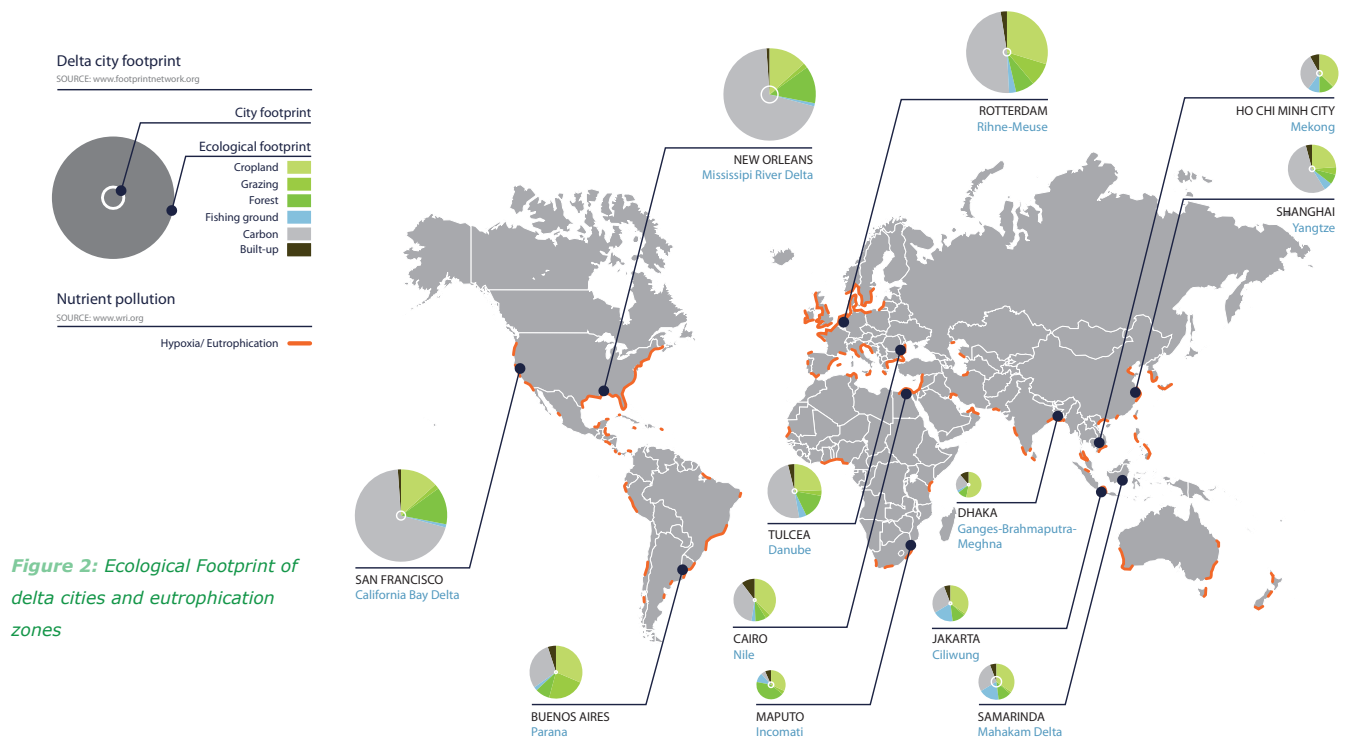 Delta city footprint
SOURCE: www.footprintnetwork.org
City footprint
Ecological footprint
Cropland
Grazing
Forest
Fishing ground
Carbon
Built-up
Nutrient pollution
SOURCE: www.wri.org
Hypoxia/ Eutrophication
NEW ORLEANS
Mississipi River Delta
ROTTERDAM
Rihne-Meuse
HO CHI MINH CITY
Mekong
SHANGHAI
Yangtze
SAN FRANCISCO
California Bay Delta
TULCEA
Danube
DHAKA
Ganges-Brahmaputra-
Meghna
CAIRO
Nile
JAKARTA
Ciliwung
BUENOS AIRES
Parana
MAPUTO
Incomati
SAMARINDA
Mahakam Delta
Figure 2: Ecological Footprint of
delta cities and eutrophication
zones